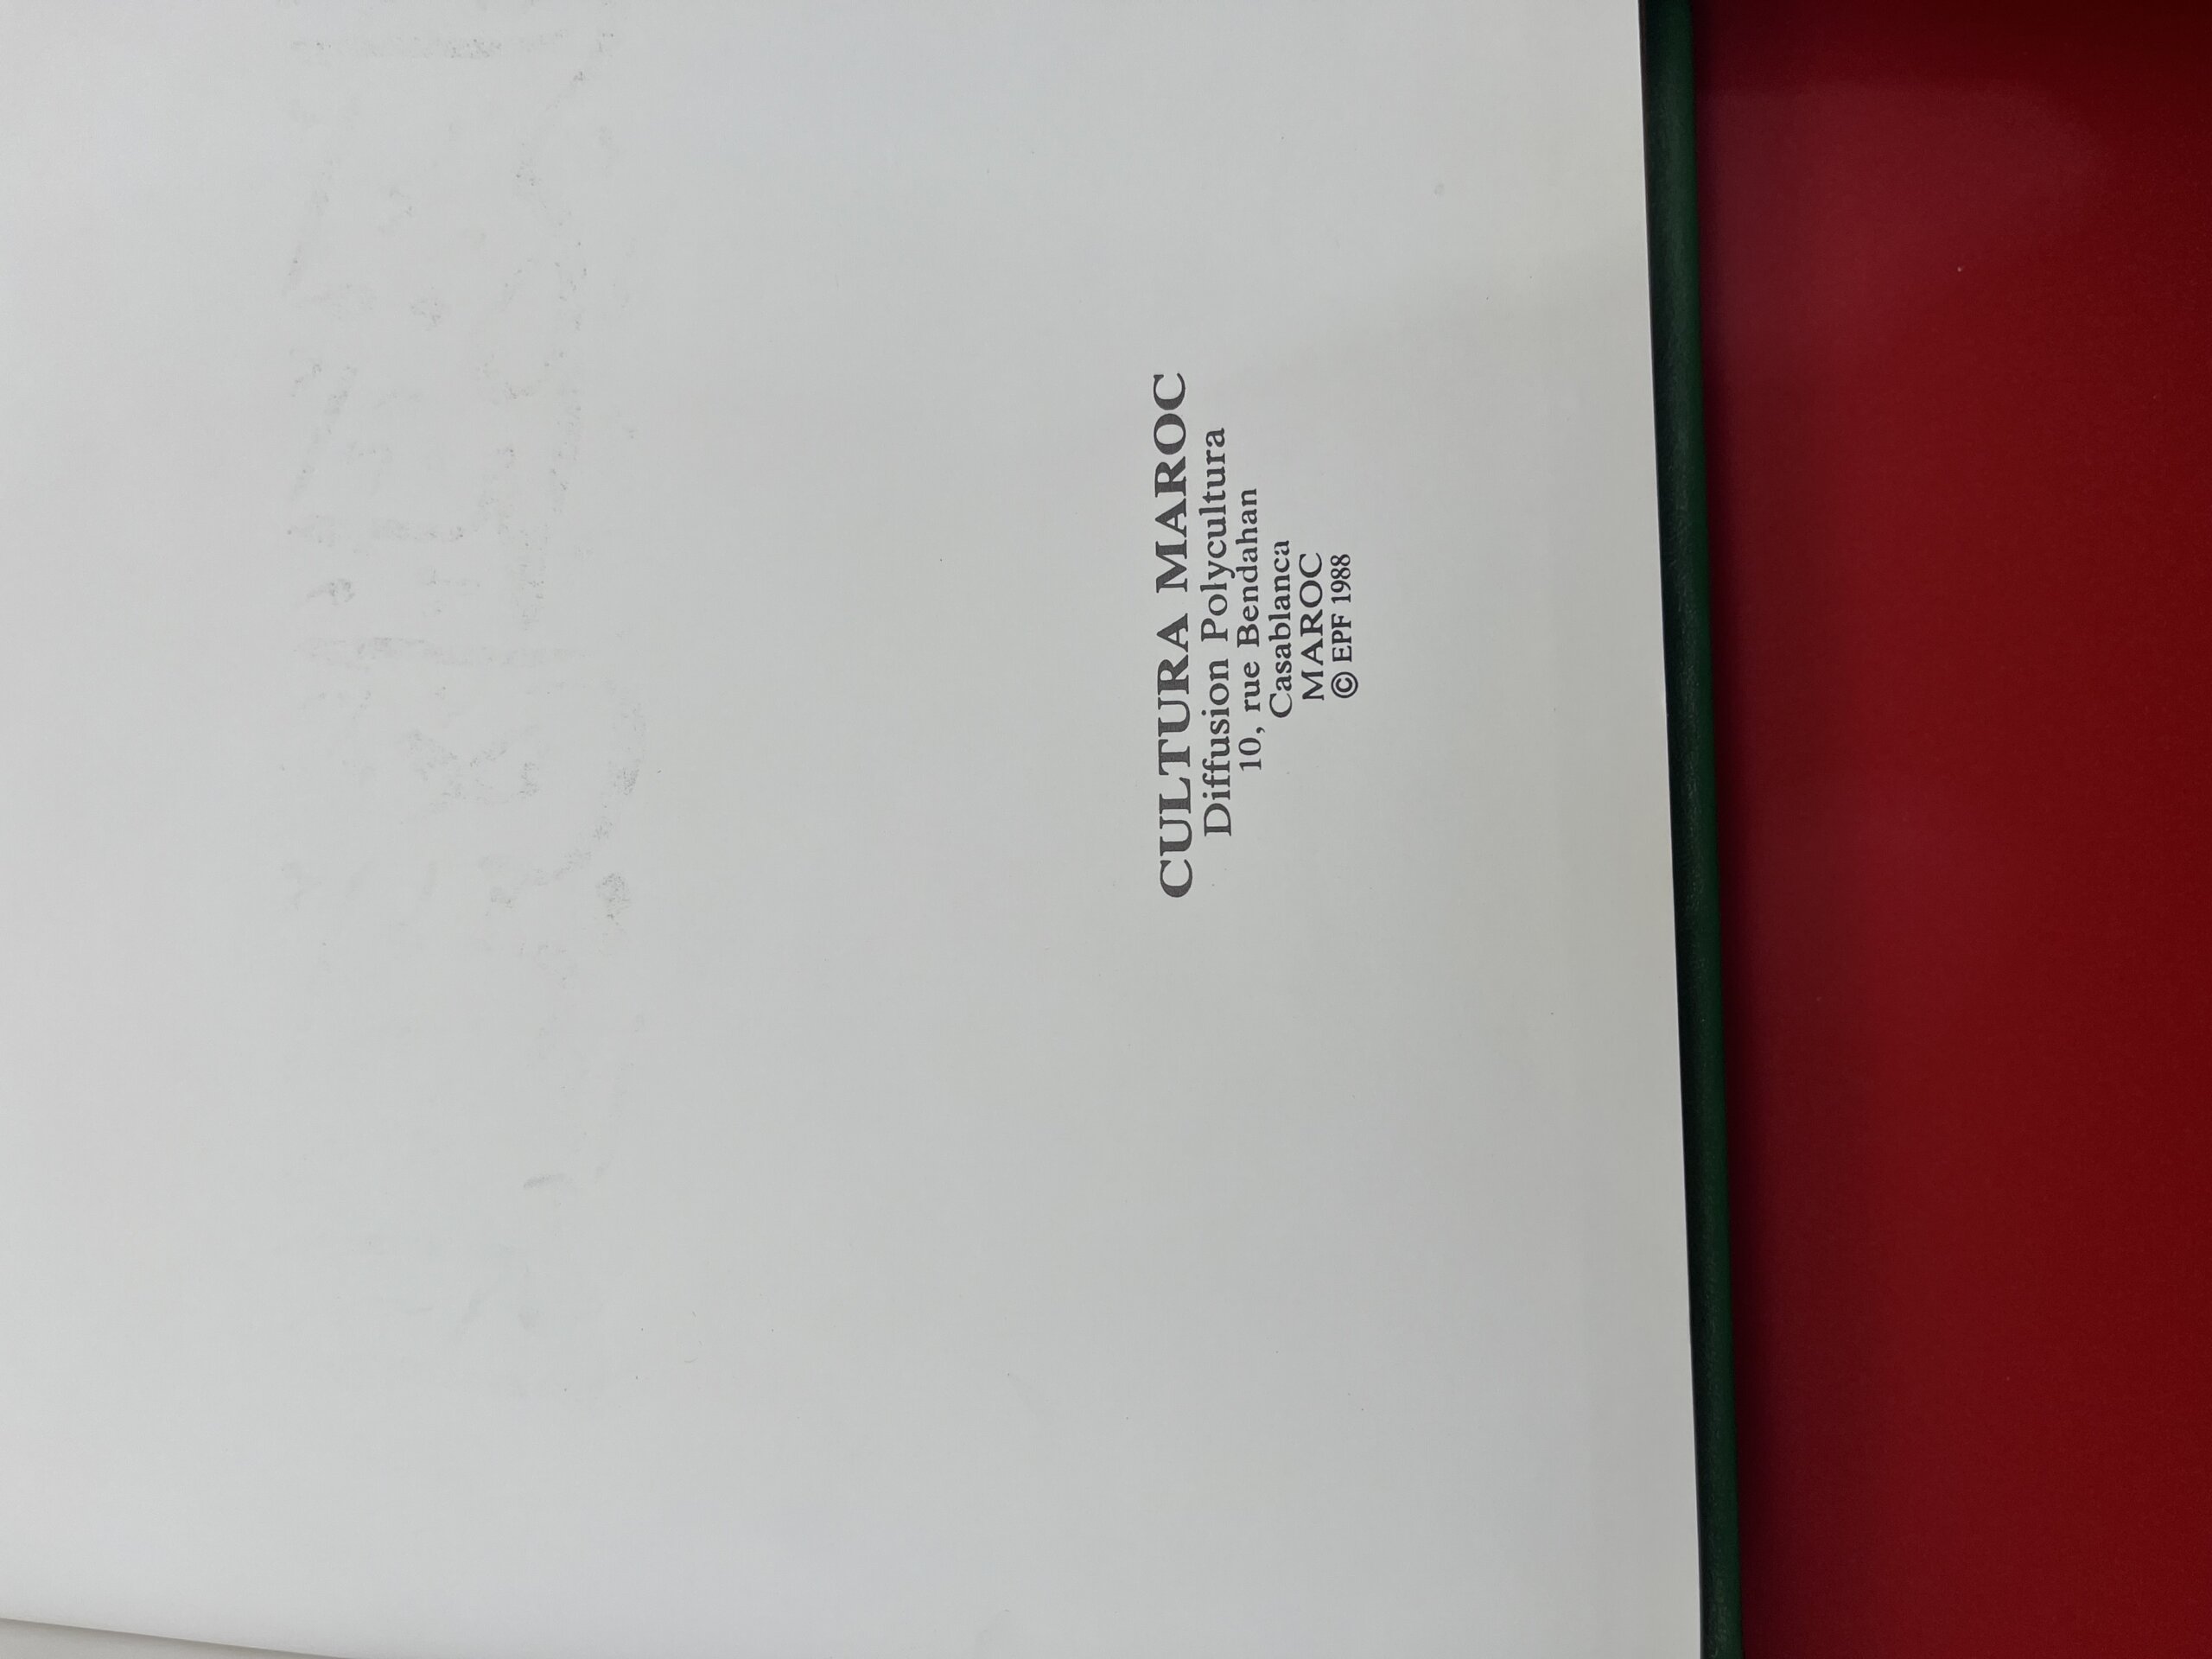 CULTURA MAROC
Diffusion Polycultura
10, rue Bendahan
Casablanca
MAROC
© EPF 1988